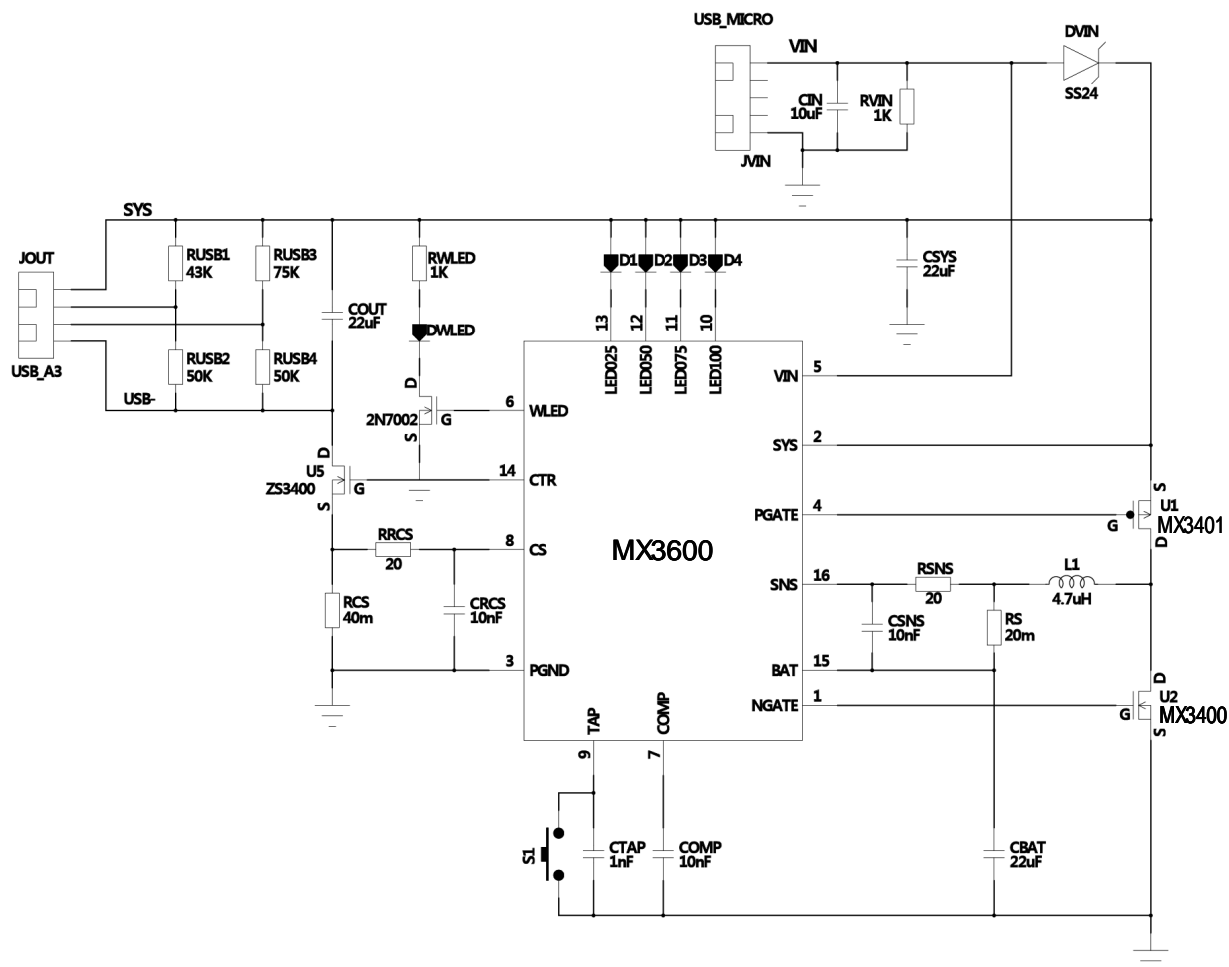 USB_MICRO
VIN
DVIN
SS24
CIN
10uF
RVIN
1K
JVIN
SYS
JOUT
USB_A3
RUSB1
43K
RUSB3
75K
RUSB2
50K
RUSB4
50K
USB-
COUT
22uF
RWLED
1K
DWLED
D1
D2
D3
D4
CSYS
22uF
13
12
11
10
LED025
LED050
LED075
LED100
VIN
5
D
2N7002
G
S
6
WLED
SYS
2
D
U5
ZS3400
G
S
14
CTR
PGATE
4
S
G
U1
MX3401
D
RRCS
20
8
CS
MX3600
SNS
16
RSNS
20
L1
4.7uH
RCS
40m
CRCS
10nF
CSNS
10nF
RS
20m
3
PGND
BAT
15
NGATE
1
D
G
U2
MX3400
S
TAP
COMP
9
7
S1
CTAP
1nF
COMP
10nF
CBAT
22uF